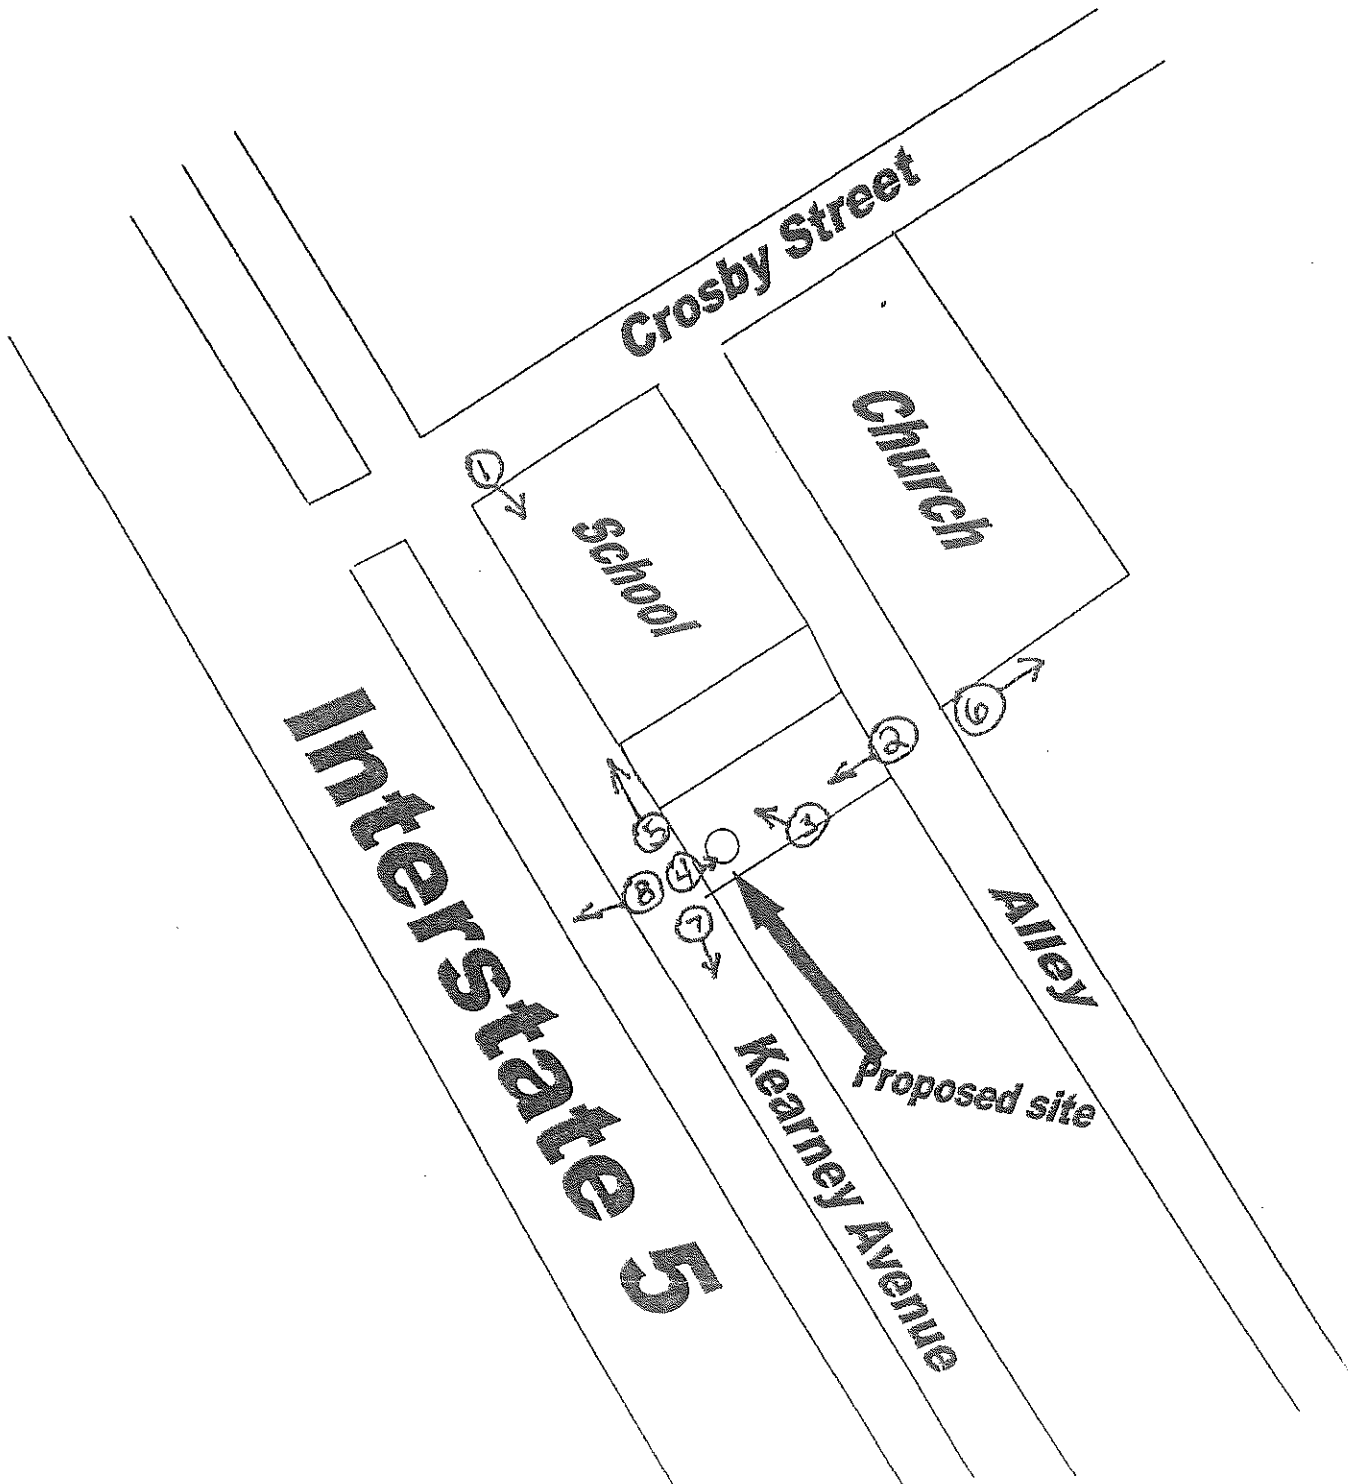 Crosby Street
Church
①
School
Interstate 5
⑥
②
③
⑤
④
⑧
⑦
Alley
Proposed site
Kearney Avenue